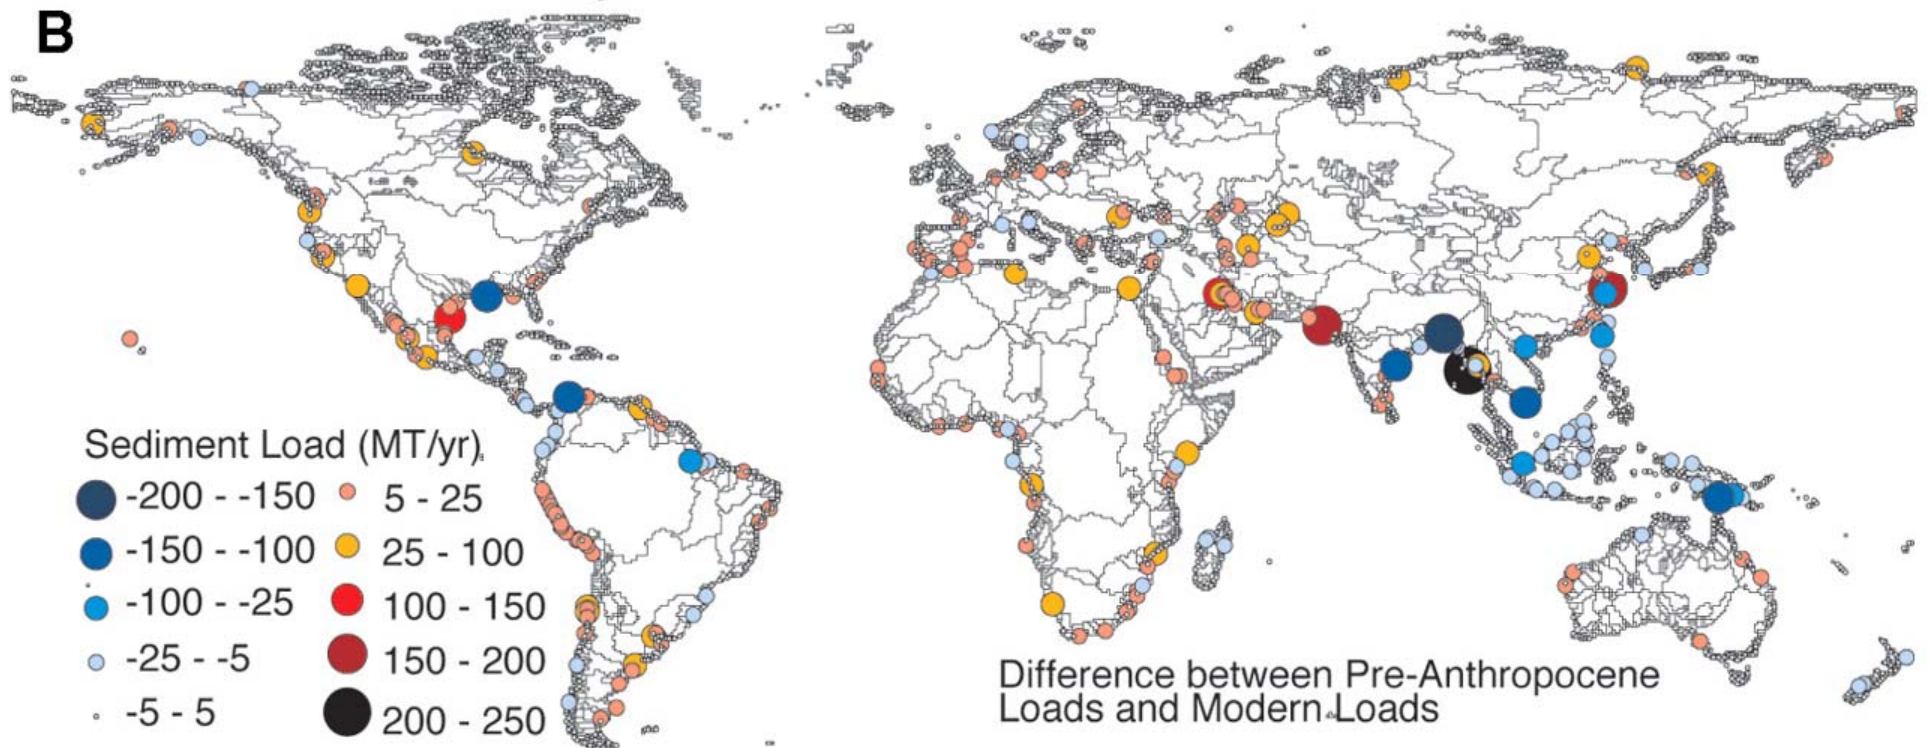 B
Sediment Load (MT/yr)
-200 - -150
5 - 25
-150 - -100
25 - 100
-100 - -25
100 - 150
-25 - -5
150 - 200
-5 - 5
200 - 250
Difference between Pre-Anthropocene
Loads and Modern Loads